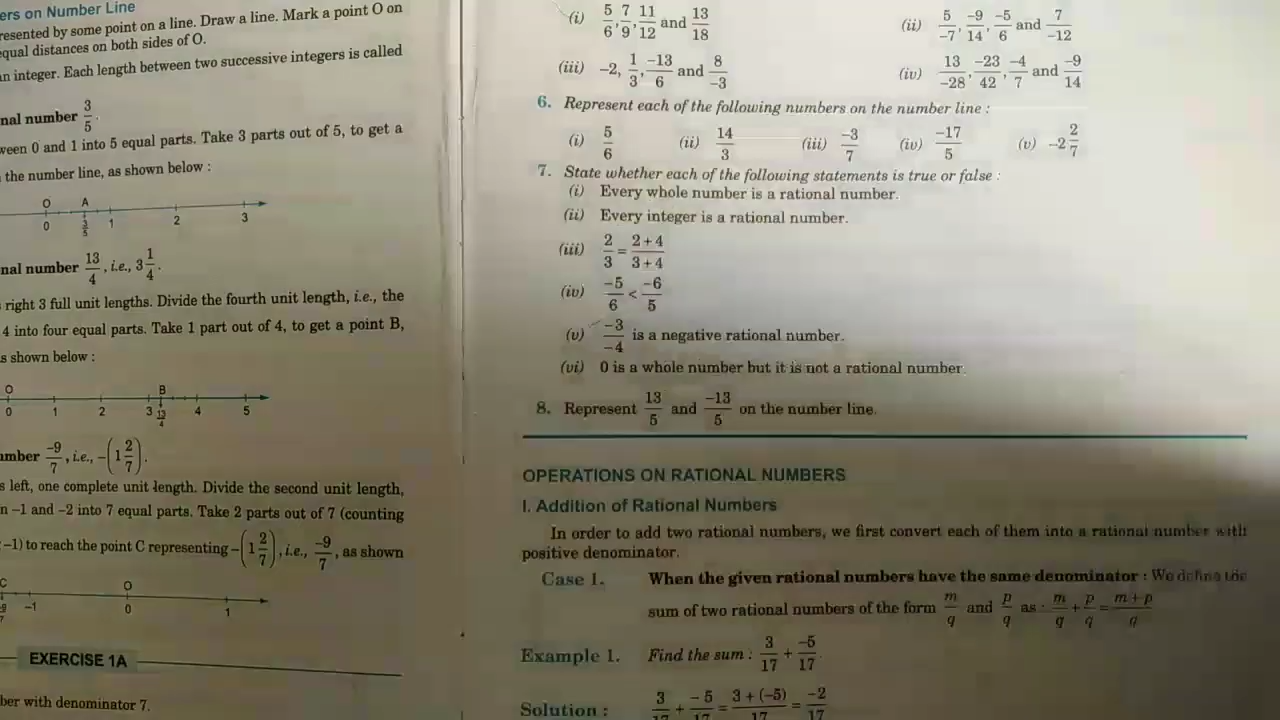 ers on Number Line
resented by some point on a line. Draw a line. Mark a point O on
equal distances on both sides of O.
an integer. Each length between two successive integers is called
nal number 3/5.
ween 0 and 1 into 5 equal parts. Take 3 parts out of 5, to get a
the number line, as shown below :
O A
0 3/5 1 2 3
nal number 13/4, i.e., 3 1/4.
right 3 full unit lengths. Divide the fourth unit length, i.e., the
4 into four equal parts. Take 1 part out of 4, to get a point B,
s shown below :
O B
0 1 2 3 13/4 4 5
umber -9/7, i.e., -(1 2/7).
s left, one complete unit length. Divide the second unit length,
n -1 and -2 into 7 equal parts. Take 2 parts out of 7 (counting
-1) to reach the point C representing -(1 2/7), i.e., -9/7, as shown
C O
-1 0 1
EXERCISE 1A
ber with denominator 7.
(i) 5/6, 7/9, 11/12 and 13/18 (ii) 5/-7, -9/14, -5/6 and 7/-12
(iii) -2, 1/3, -13/6 and 8/-3 (iv) 13/-28, -23/42, -4/7 and -9/14
6. Represent each of the following numbers on the number line :
(i) 5/6 (ii) 14/3 (iii) -3/7 (iv) -17/5 (v) -2 2/7
7. State whether each of the following statements is true or false :
(i) Every whole number is a rational number.
(ii) Every integer is a rational number.
(iii) 2/3 = 2 + 4/3 + 4
(iv) -5/6 < -6/5
(v) -3/-4 is a negative rational number.
(vi) 0 is a whole number but it is not a rational number.
8. Represent 13/5 and -13/5 on the number line.
OPERATIONS ON RATIONAL NUMBERS
I. Addition of Rational Numbers
In order to add two rational numbers, we first convert each of them into a rational number with
positive denominator.
Case 1. When the given rational numbers have the same denominator : We define the
sum of two rational numbers of the form m/q and p/q as : m/q + p/q = m+p/q
Example 1. Find the sum : 3/17 + -5/17.
Solution : 3/17 + -5/17 = 3 + (-5)/17 = -2/17